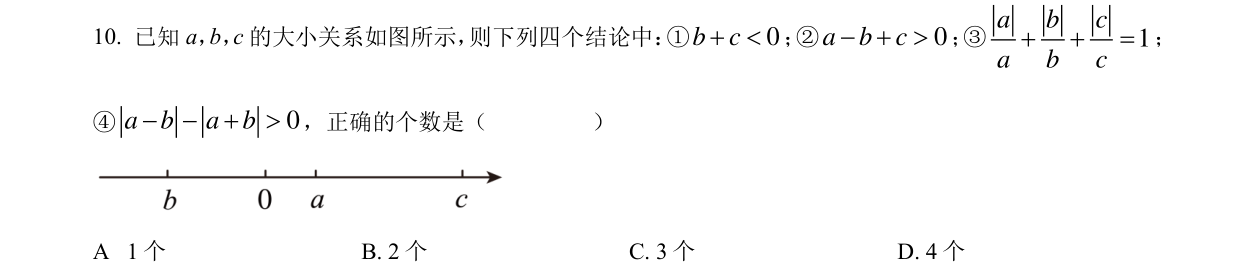 10. 已知 a, b, c 的大小关系如图所示, 则下列四个结论中: ①b+c<0; ②a−b+c>0; ③|a|/a+|b|/b+|c|/c=1;
④|a−b|−|a+b|>0, 正确的个数是( )
b 0 a c
A 1 个 B. 2 个 C. 3 个 D. 4 个